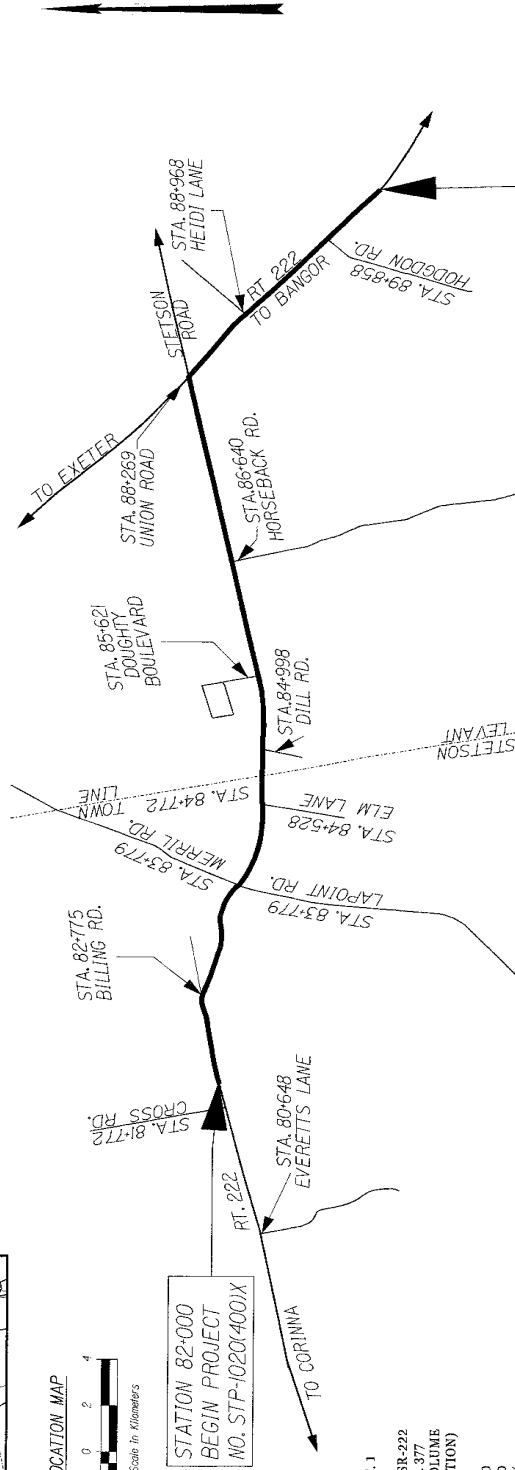 LOCATION MAP
0 2 4
Scale in Kilometers
STATION 82+000
BEGIN PROJECT
NO. STP-1020(400)X
TO CORINNA
RT. 222
STA. 80+648
EVERETTS LANE
STA. 81+772
CROSS RD.
STA. 82+775
BILLING RD.
STA. 83+779
MERRIL RD.
STA. 83+779
LAPOINT RD.
STA. 84+772
TOWN
LINE
STA. 84+528
ELM LANE
STETSON
LEVANT
STA. 84+998
DILL RD.
STA. 85+621
DOUGHTY
BOULEVARD
STA. 86+640
HORSEBACK RD.
STA. 88+269
UNION ROAD
TO EXETER
STETSON
ROAD
STA. 88+968
HEIDI LANE
RT 222
TO BANGOR
STA. 89+858
HODGDON RD.
SR-222
.377
OLUME
TION)